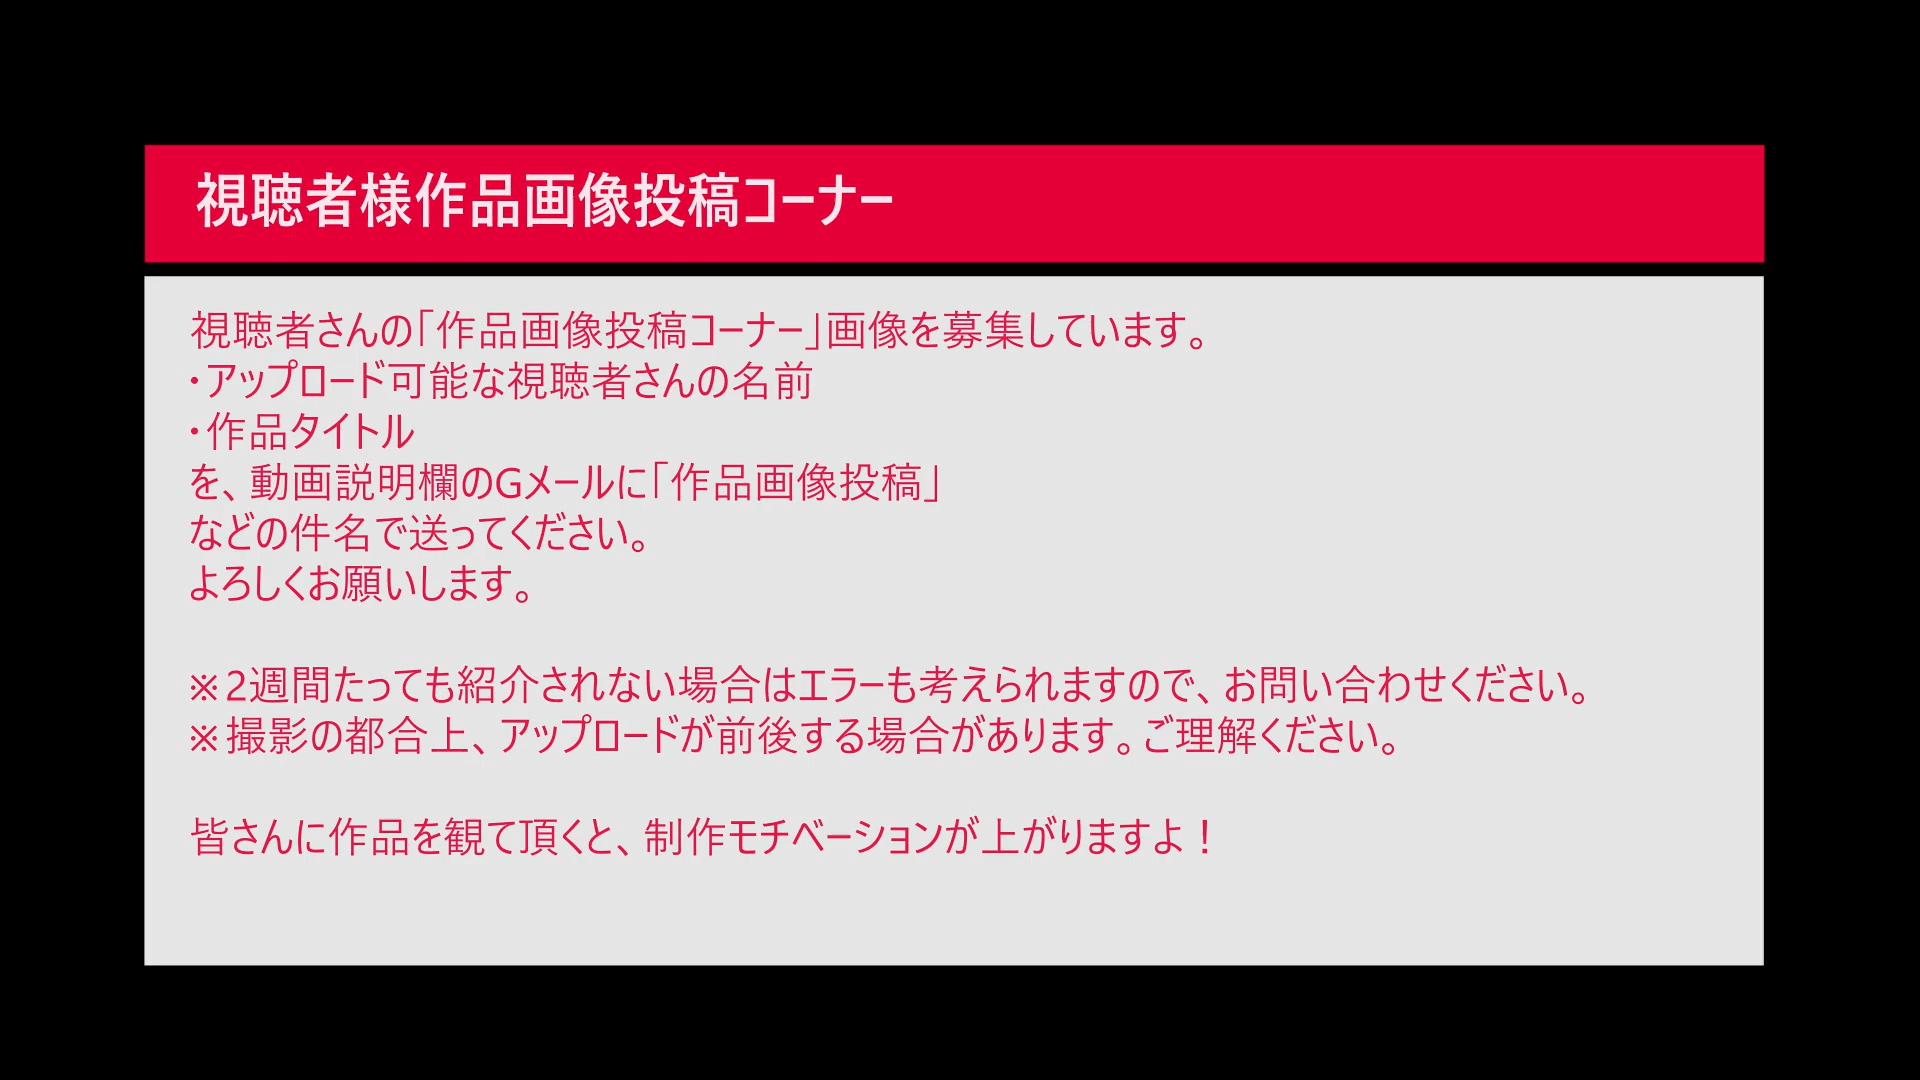 視聴者様作品画像投稿コーナー
視聴者さんの「作品画像投稿コーナー」画像を募集しています。
・アップロード可能な視聴者さんの名前
・作品タイトル
を、動画説明欄のGメールに「作品画像投稿」
などの件名で送ってください。
よろしくお願いします。
※2週間たっても紹介されない場合はエラーも考えられますので、お問い合わせください。
※撮影の都合上、アップロードが前後する場合があります。ご理解ください。
皆さんに作品を観て頂くと、制作モチベーションが上がりますよ！